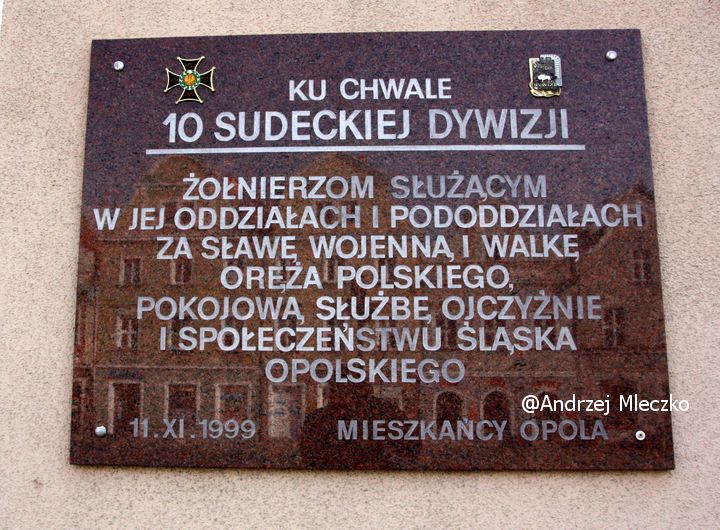 KU CHWALE
10 SUDECKIEJ DYWIZJI
ŻOŁNIERZOM SŁUŻĄCYM
W JEJ ODDZIAŁACH I PODODDZIAŁACH
ZA SŁAWĘ WOJENNĄ I WALKĘ
ORĘŻA POLSKIEGO,
POKOJOWĄ SŁUŻBĘ OJCZYŹNIE
I SPOŁECZEŃSTWU ŚLĄSKA
OPOLSKIEGO
@Andrzej Mleczko
11.XI.1999 MIESZKAŃCY OPOLA